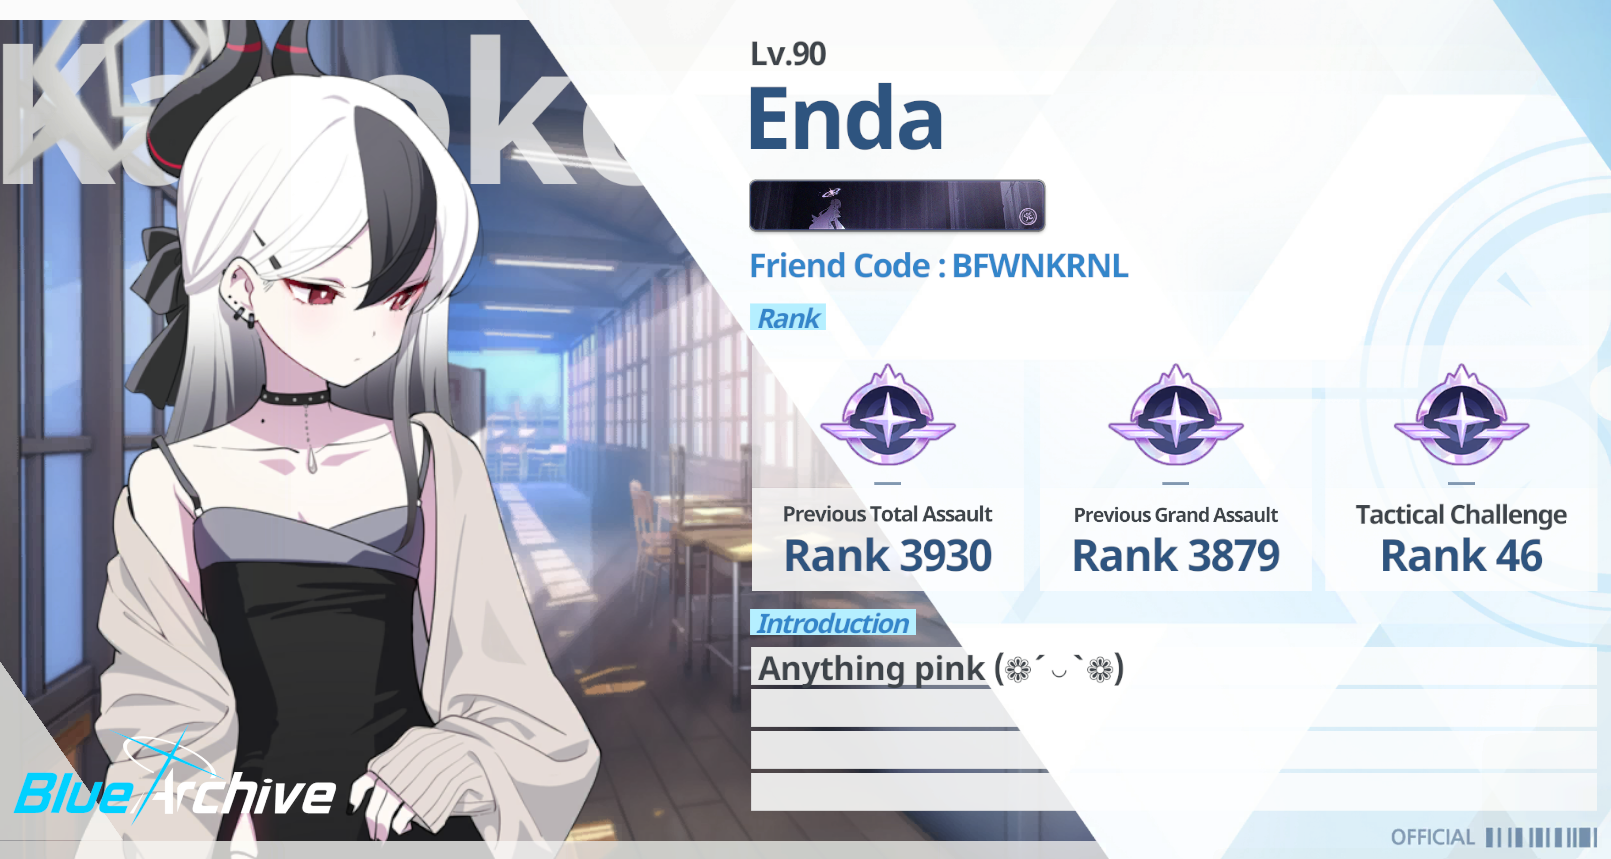 Kayoko
Lv.90
Enda
Friend Code : BFWNKRNL
Rank
Previous Total Assault
Rank 3930
Previous Grand Assault
Rank 3879
Tactical Challenge
Rank 46
Introduction
Anything pink (❁´◡`❁)
Blue Archive
OFFICIAL